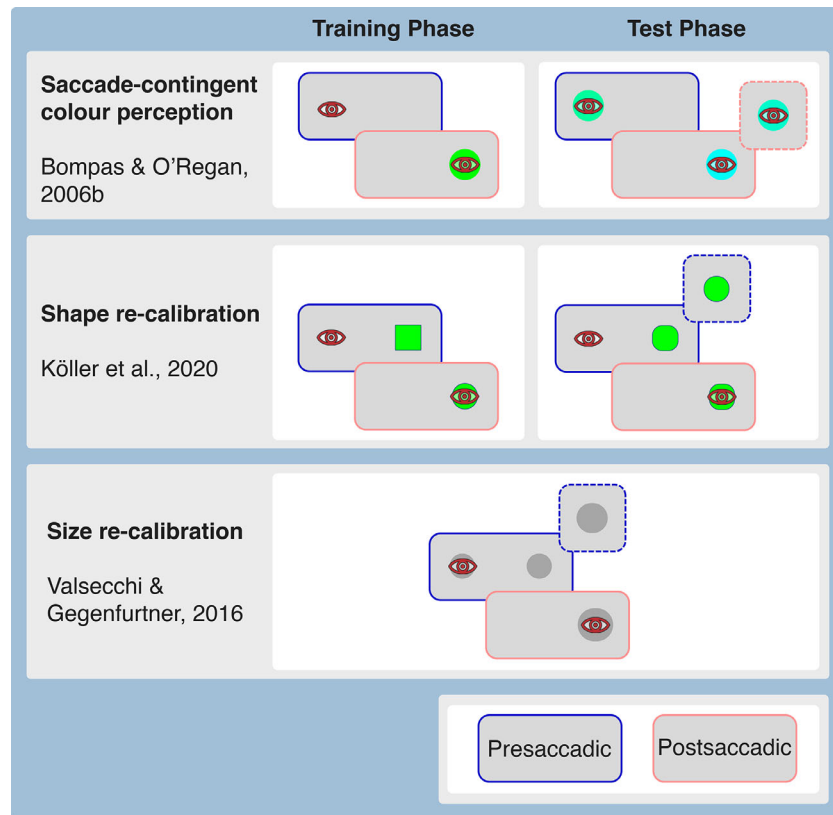 Training Phase
Test Phase
Saccade-contingent
colour perception
Bompas & O'Regan,
2006b
Shape re-calibration
Köller et al., 2020
Size re-calibration
Valsecchi &
Gegenfurtner, 2016
Presaccadic
Postsaccadic